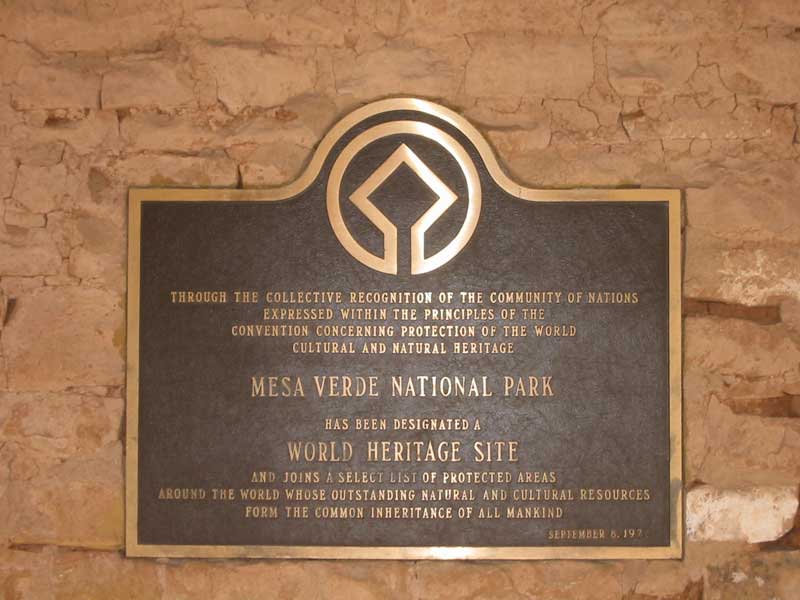 THROUGH THE COLLECTIVE RECOGNITION OF THE COMMUNITY OF NATIONS
EXPRESSED WITHIN THE PRINCIPLES OF THE
CONVENTION CONCERNING PROTECTION OF THE WORLD
CULTURAL AND NATURAL HERITAGE
MESA VERDE NATIONAL PARK
HAS BEEN DESIGNATED A
WORLD HERITAGE SITE
AND JOINS A SELECT LIST OF PROTECTED AREAS
AROUND THE WORLD WHOSE OUTSTANDING NATURAL AND CULTURAL RESOURCES
FORM THE COMMON INHERITANCE OF ALL MANKIND
SEPTEMBER